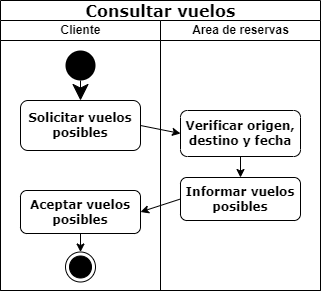 Consultar vuelos
Cliente
Area de reservas
Solicitar vuelos
posibles
Verificar origen,
destino y fecha
Informar vuelos
posibles
Aceptar vuelos
posibles